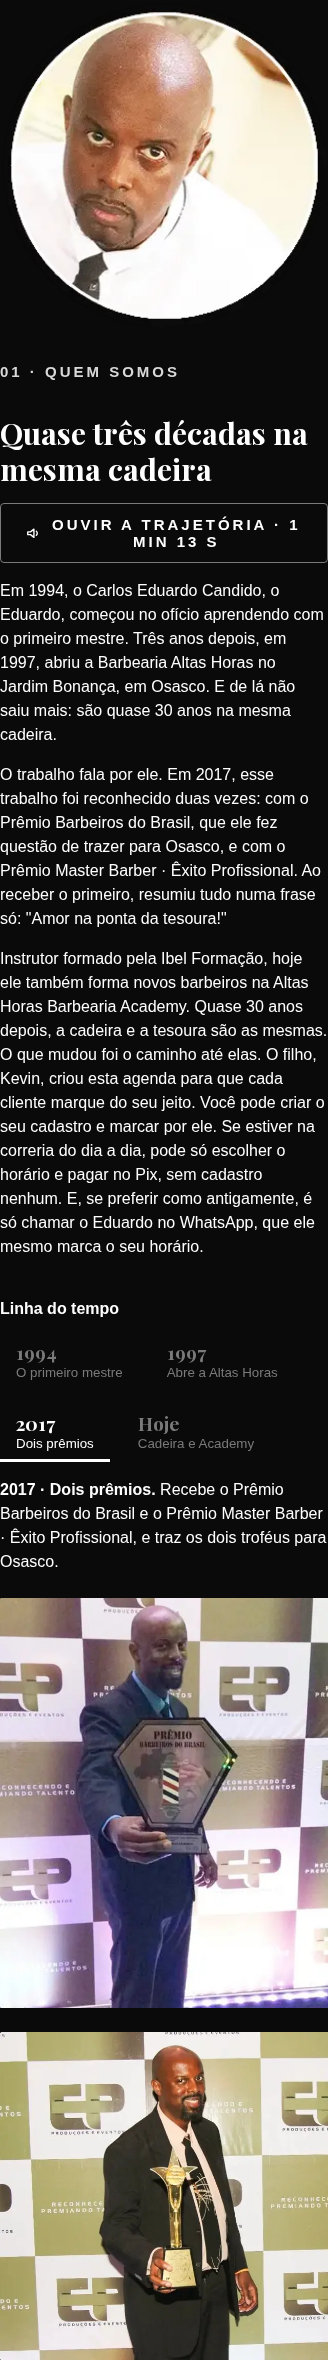 01 · QUEM SOMOS
Quase três décadas na
mesma cadeira
OUVIR A TRAJETÓRIA · 1
MIN 13 S
Em 1994, o Carlos Eduardo Candido, o
Eduardo, começou no ofício aprendendo com
o primeiro mestre. Três anos depois, em
1997, abriu a Barbearia Altas Horas no
Jardim Bonança, em Osasco. E de lá não
saiu mais: são quase 30 anos na mesma
cadeira.
O trabalho fala por ele. Em 2017, esse
trabalho foi reconhecido duas vezes: com o
Prêmio Barbeiros do Brasil, que ele fez
questão de trazer para Osasco, e com o
Prêmio Master Barber · Êxito Profissional. Ao
receber o primeiro, resumiu tudo numa frase
só: "Amor na ponta da tesoura!"
Instrutor formado pela Ibel Formação, hoje
ele também forma novos barbeiros na Altas
Horas Barbearia Academy. Quase 30 anos
depois, a cadeira e a tesoura são as mesmas.
O que mudou foi o caminho até elas. O filho,
Kevin, criou esta agenda para que cada
cliente marque do seu jeito. Você pode criar o
seu cadastro e marcar por ele. Se estiver na
correria do dia a dia, pode só escolher o
horário e pagar no Pix, sem cadastro
nenhum. E, se preferir como antigamente, é
só chamar o Eduardo no WhatsApp, que ele
mesmo marca o seu horário.
Linha do tempo
1994
O primeiro mestre
1997
Abre a Altas Horas
2017
Dois prêmios
Hoje
Cadeira e Academy
2017 · Dois prêmios. Recebe o Prêmio
Barbeiros do Brasil e o Prêmio Master Barber
· Êxito Profissional, e traz os dois troféus para
Osasco.
EP
PRODUÇÕES E EVENTOS
PRÊMIO
BARBEIROS DO BRASIL
EP
PRODUÇÕES E EVENTOS